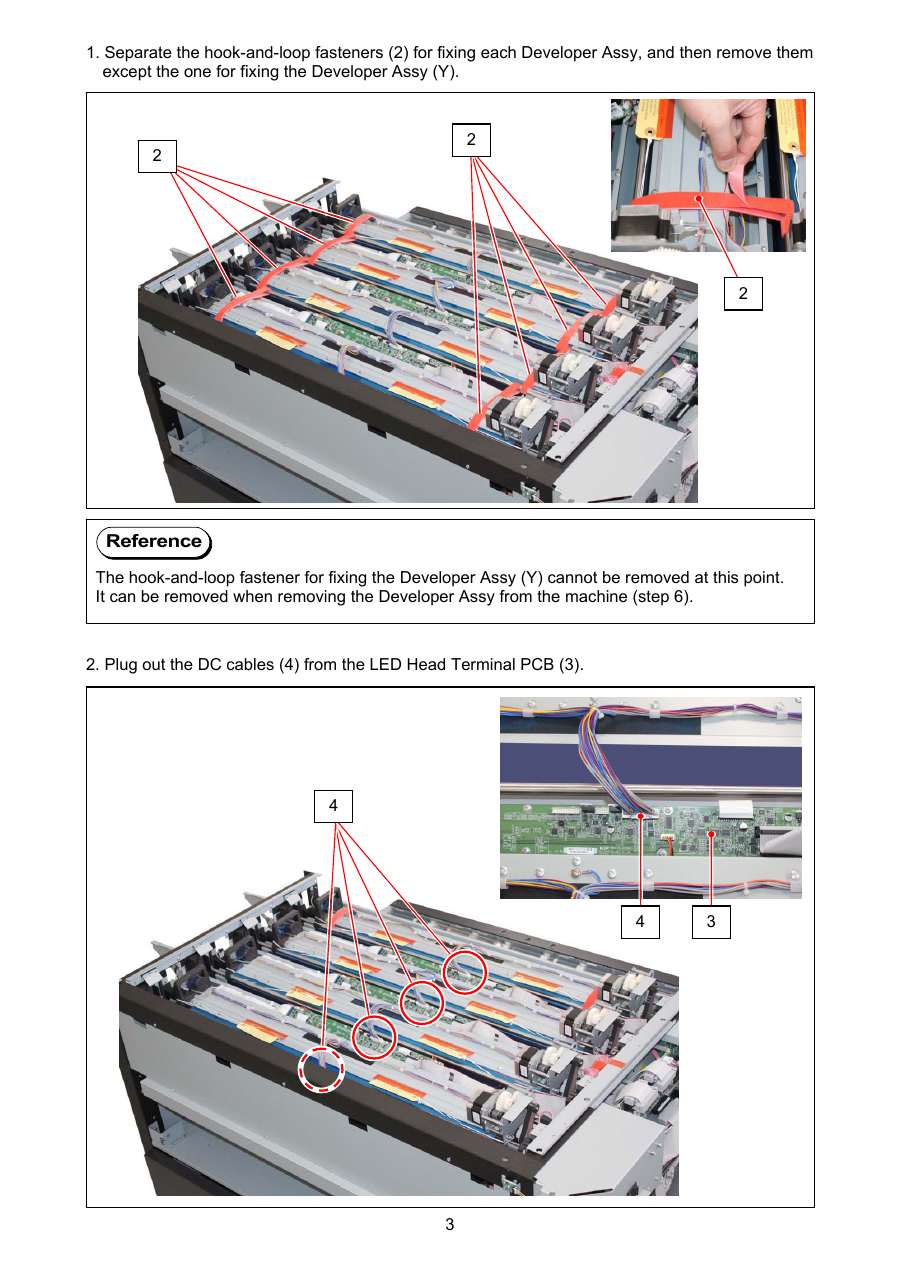 1. Separate the hook-and-loop fasteners (2) for fixing each Developer Assy, and then remove them
except the one for fixing the Developer Assy (Y).
2
2
2
Reference
The hook-and-loop fastener for fixing the Developer Assy (Y) cannot be removed at this point.
It can be removed when removing the Developer Assy from the machine (step 6).
2. Plug out the DC cables (4) from the LED Head Terminal PCB (3).
4
4
3
3